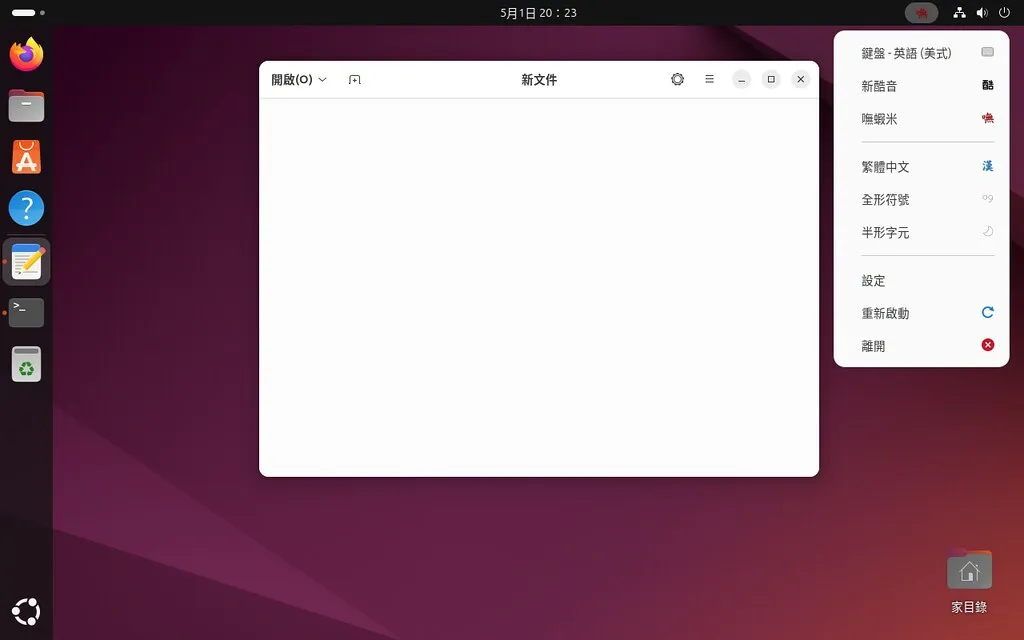 5月1日 20：23
開啟(O)
新文件
鍵盤 - 英語 (美式)
新酷音 酷
嘸蝦米 嘸
繁體中文 漢
全形符號 °9
半形字元
設定
重新啟動
離開
>_
?
家目錄